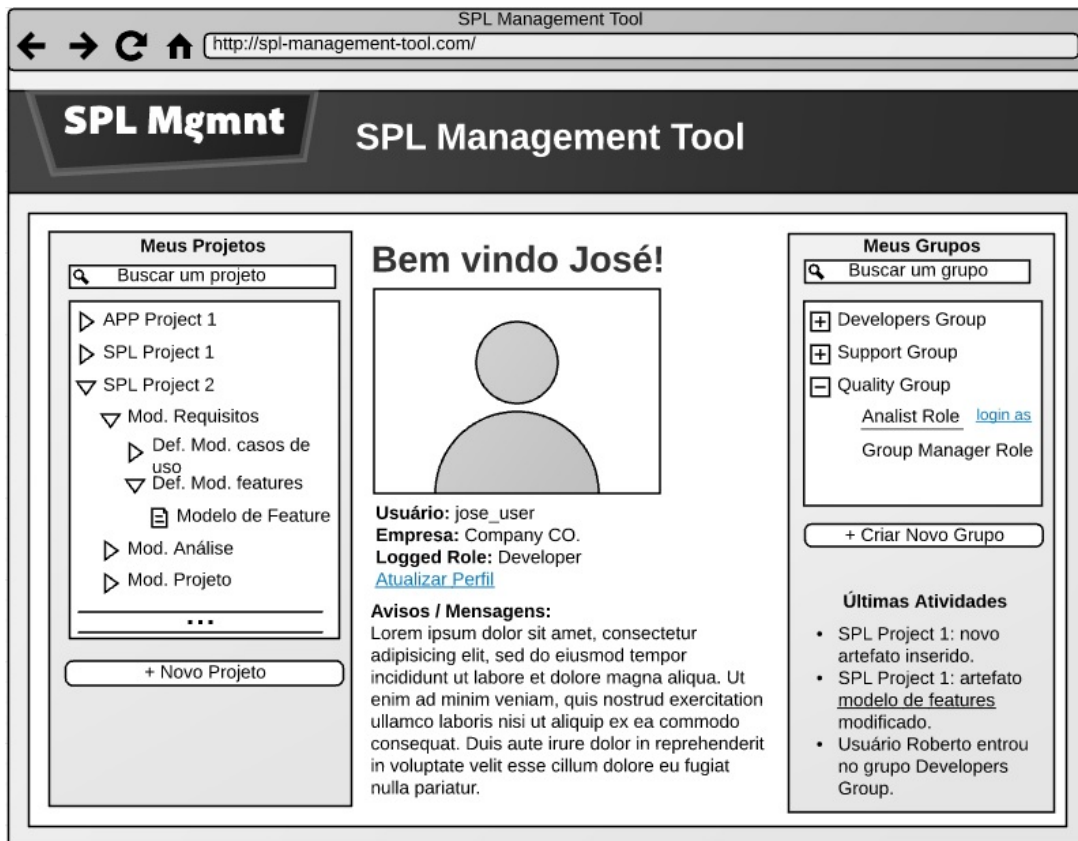 SPL Management Tool
http://spl-management-tool.com/
SPL Mgmnt
SPL Management Tool
Meus Projetos
Buscar um projeto
APP Project 1
SPL Project 1
SPL Project 2
Mod. Requisitos
Def. Mod. casos de
uso
Def. Mod. features
Modelo de Feature
Mod. Análise
Mod. Projeto
...
+ Novo Projeto
Bem vindo José!
Usuário: jose_user
Empresa: Company CO.
Logged Role: Developer
Atualizar Perfil
Avisos / Mensagens:
Lorem ipsum dolor sit amet, consectetur
adipisicing elit, sed do eiusmod tempor
incididunt ut labore et dolore magna aliqua. Ut
enim ad minim veniam, quis nostrud exercitation
ullamco laboris nisi ut aliquip ex ea commodo
consequat. Duis aute irure dolor in reprehenderit
in voluptate velit esse cillum dolore eu fugiat
nulla pariatur.
Meus Grupos
Buscar um grupo
Developers Group
Support Group
Quality Group
Analist Role login as
Group Manager Role
+ Criar Novo Grupo
Últimas Atividades
• SPL Project 1: novo
artefato inserido.
• SPL Project 1: artefato
modelo de features
modificado.
• Usuário Roberto entrou
no grupo Developers
Group.